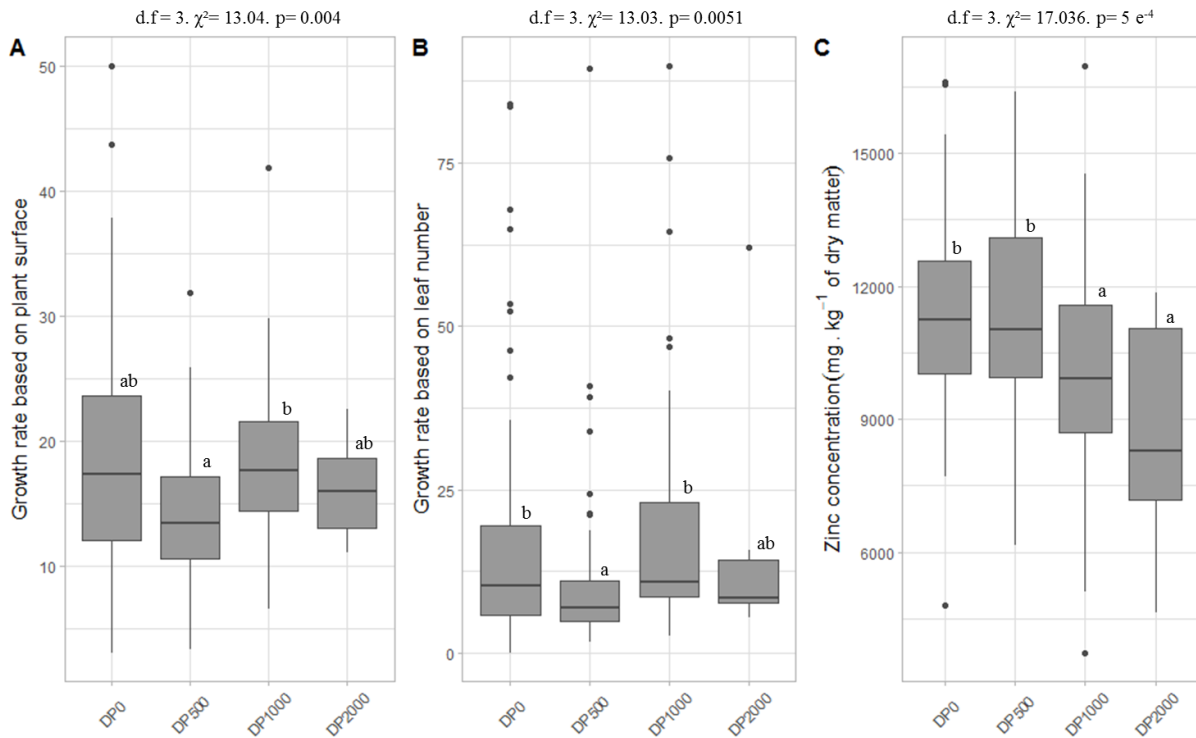 d.f = 3. χ²= 13.04. p= 0.004
A
Growth rate based on plant surface
50
40
30
20
10
ab
a
b
ab
DP0
DP500
DP1000
DP2000
d.f = 3. χ²= 13.03. p= 0.0051
B
Growth rate based on leaf number
75
50
25
0
b
a
b
ab
DP0
DP500
DP1000
DP2000
d.f = 3. χ²= 17.036. p= 5 e⁻⁴
C
Zinc concentration(mg . kg⁻¹ of dry matter)
15000
12000
9000
6000
b
b
a
a
DP0
DP500
DP1000
DP2000